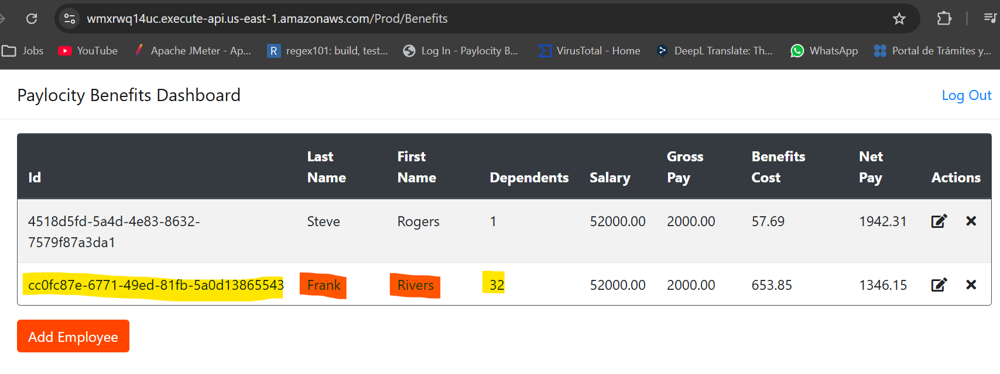 wmxrwq14uc.execute-api.us-east-1.amazonaws.com/Prod/Benefits
Jobs YouTube Apache JMeter - Ap... R regex101: build, test... Log In - Paylocity B... VirusTotal - Home DeepL Translate: Th... WhatsApp Portal de Trámites y...
Paylocity Benefits Dashboard Log Out
Id Last Name First Name Dependents Salary Gross Pay Benefits Cost Net Pay Actions
4518d5fd-5a4d-4e83-8632-7579f87a3da1 Steve Rogers 1 52000.00 2000.00 57.69 1942.31
cc0fc87e-6771-49ed-81fb-5a0d13865543 Frank Rivers 32 52000.00 2000.00 653.85 1346.15
Add Employee